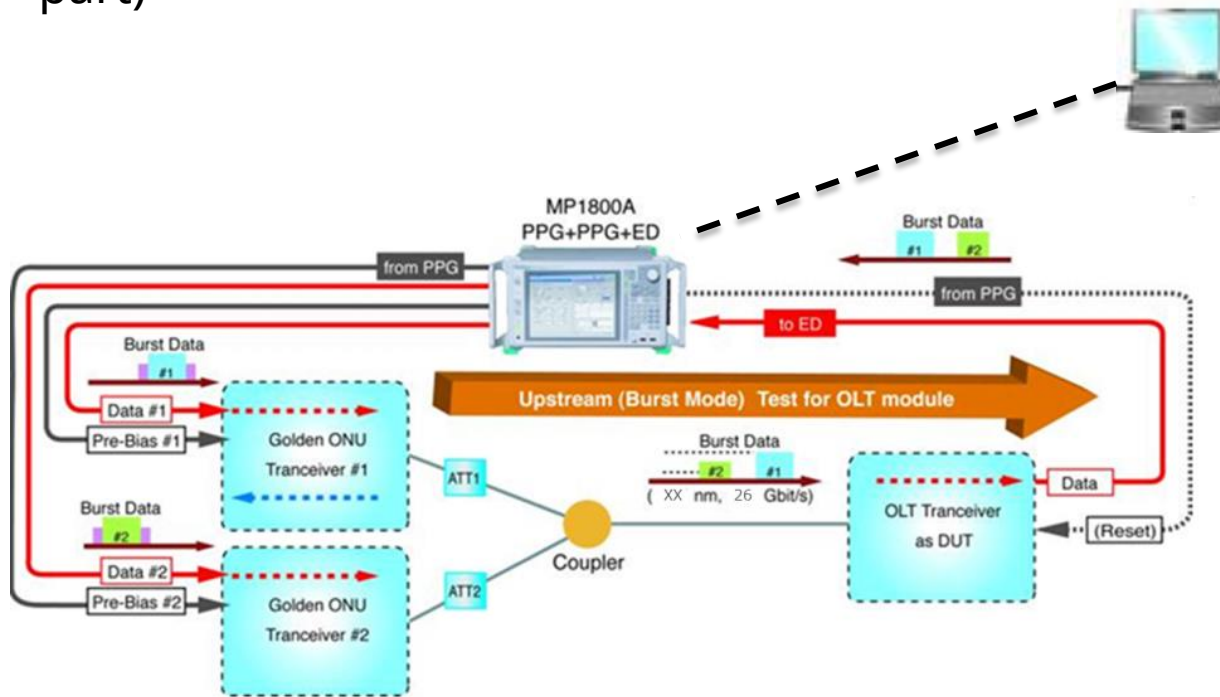 part)
MP1800A
PPG+PPG+ED
Burst Data
#1 #2
from PPG
from PPG
to ED
Burst Data
#1
Upstream (Burst Mode) Test for OLT module
Data #1
Pre-Bias #1
Golden ONU
Tranceiver #1
ATT1
Burst Data
#2 #1
( XX nm, 26 Gbit/s)
Data
OLT Tranceiver
as DUT
(Reset)
Burst Data
#2
Coupler
Data #2
Pre-Bias #2
Golden ONU
Tranceiver #2
ATT2